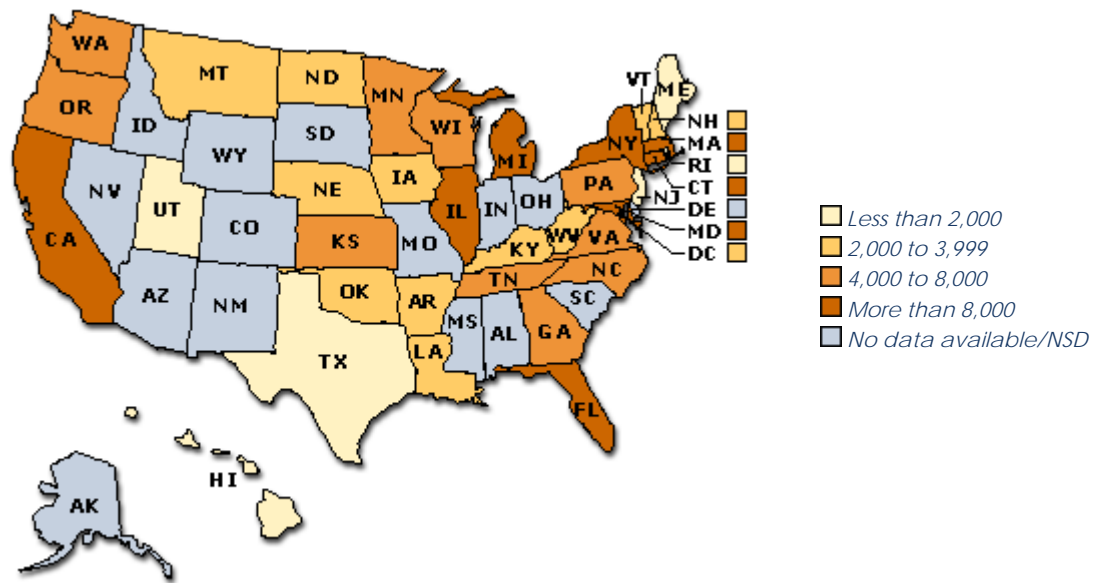 WA
MT
ND
MN
VT
ME
OR
ID
SD
WI
NH
WY
MI
NY
MA
NV
UT
NE
IA
PA
RI
CT
NJ
CO
IL
IN
OH
DE
CA
KS
MO
KY
WV
VA
MD
DC
AZ
NM
OK
AR
TN
NC
SC
TX
LA
MS
AL
GA
FL
HI
AK
Less than 2,000
2,000 to 3,999
4,000 to 8,000
More than 8,000
No data available/NSD